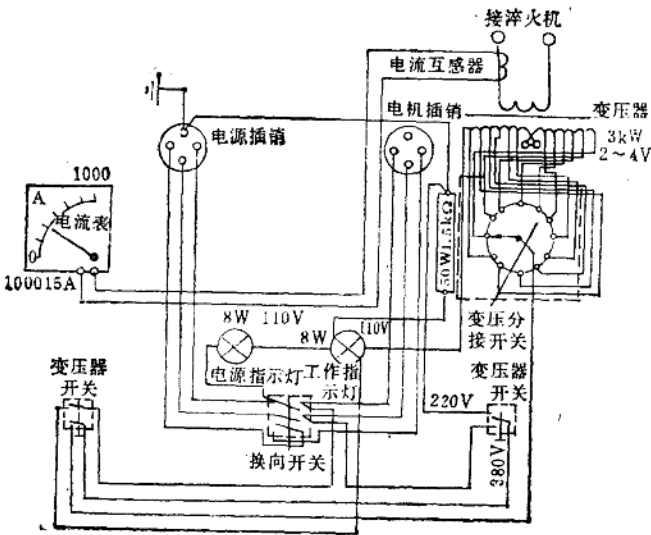 接淬火机
电流互感器
变压器
电源插销
电机插销
3kW
2~4V
1000
A
电流表
0
100015A
50W1.5kΩ
8W 110V
8W
110V
变压分
接开关
变压器
开关
电源指示灯
工作指
示灯
变压器
开关
220V
换向开关
380V